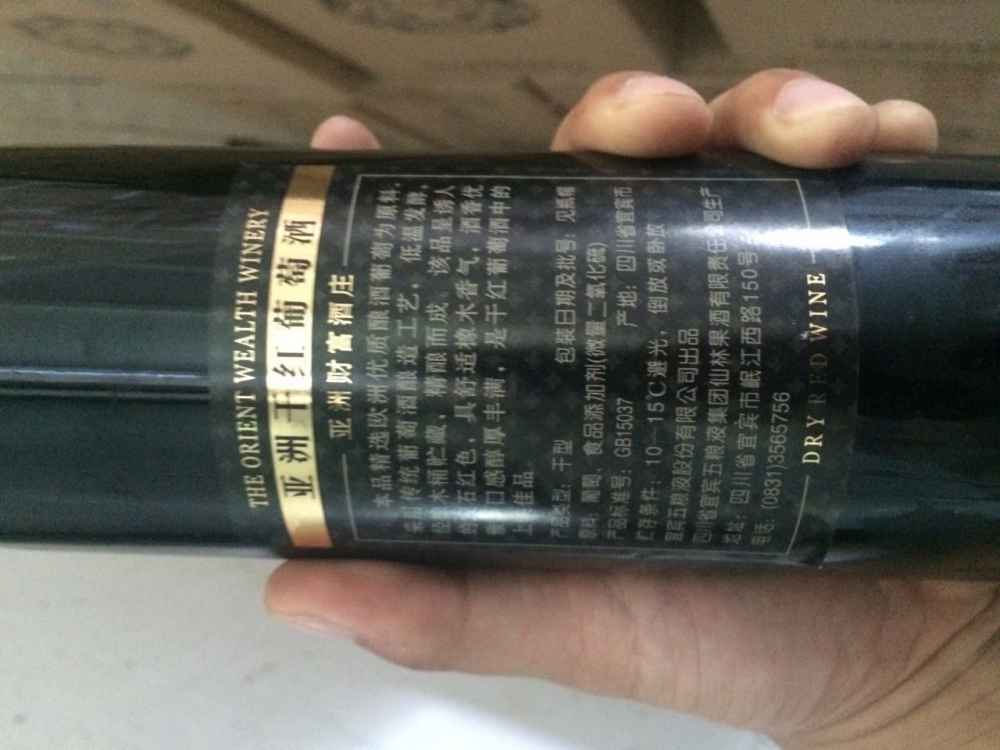 THE ORIENT WEALTH WINERY
亚洲干红葡萄酒
亚洲财富酒庄
本品精选欧洲优质酿酒葡萄为原料,
采用传统葡萄酒酿造工艺,低温发酵,
经橡木桶贮藏,精酿而成。该品呈诱人
的宝石红色,具舒适橡木香气,酒香优
雅,口感醇厚丰满,是干红葡萄酒中的
上佳品。
产品类型:干型 包装日期及批号:见瓶帽
原料:葡萄、食品添加剂(微量二氧化硫)
产品标准号:GB15037 产地:四川省宜宾市
贮存条件:10-15℃避光,倒放或卧放
宜宾五粮液股份有限公司出品
四川省宜宾五粮液集团仙林果酒有限责任公司生产
地址:四川省宜宾市岷江西路150号
电话:(0831)3565756
DRY RED WINE